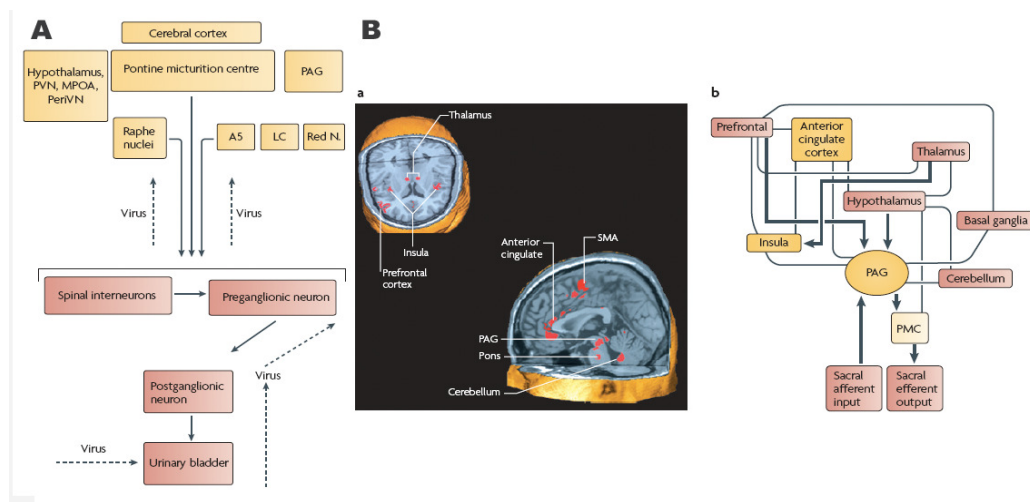 A
Cerebral cortex
Hypothalamus,
PVN, MPOA,
PeriVN
Pontine micturition centre
PAG
Raphe
nuclei
A5
LC
Red N.
Virus
Virus
Spinal interneurons
Preganglionic neuron
Postganglionic
neuron
Virus
Virus
Urinary bladder
B
a
Thalamus
Insula
Prefrontal
cortex
Anterior
cingulate
SMA
PAG
Pons
Cerebellum
b
Prefrontal
Anterior
cingulate
cortex
Thalamus
Hypothalamus
Basal ganglia
Insula
PAG
Cerebellum
PMC
Sacral
afferent
input
Sacral
efferent
output